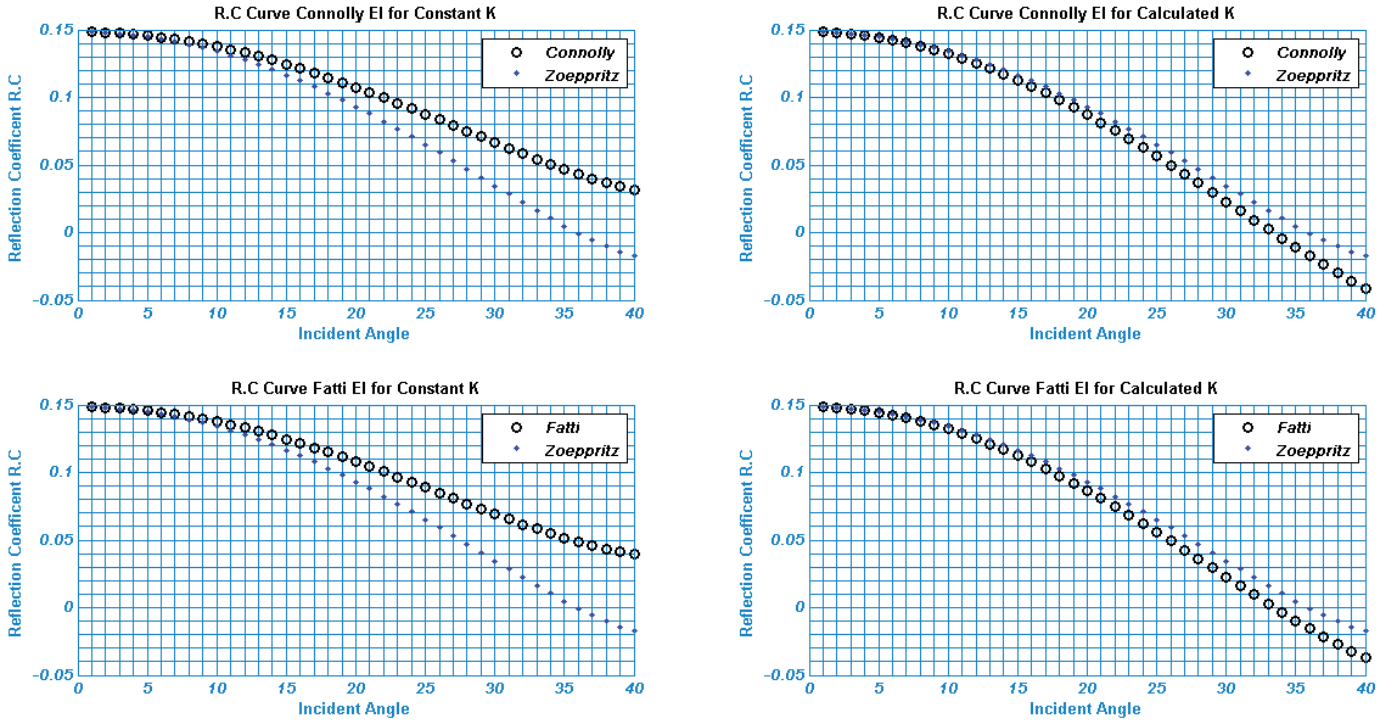 R.C Curve Connolly EI for Constant K
Reflection Coefficent R.C
0.15
0.1
0.05
0
-0.05
0 5 10 15 20 25 30 35 40
Incident Angle
Connolly
Zoeppritz
R.C Curve Connolly EI for Calculated K
Reflection Coefficent R.C
0.15
0.1
0.05
0
-0.05
0 5 10 15 20 25 30 35 40
Incident Angle
Connolly
Zoeppritz
R.C Curve Fatti EI for Constant K
Reflection Coefficent R.C
0.15
0.1
0.05
0
-0.05
0 5 10 15 20 25 30 35 40
Incident Angle
Fatti
Zoeppritz
R.C Curve Fatti EI for Calculated K
Reflection Coefficent R.C
0.15
0.1
0.05
0
-0.05
0 5 10 15 20 25 30 35 40
Incident Angle
Fatti
Zoeppritz